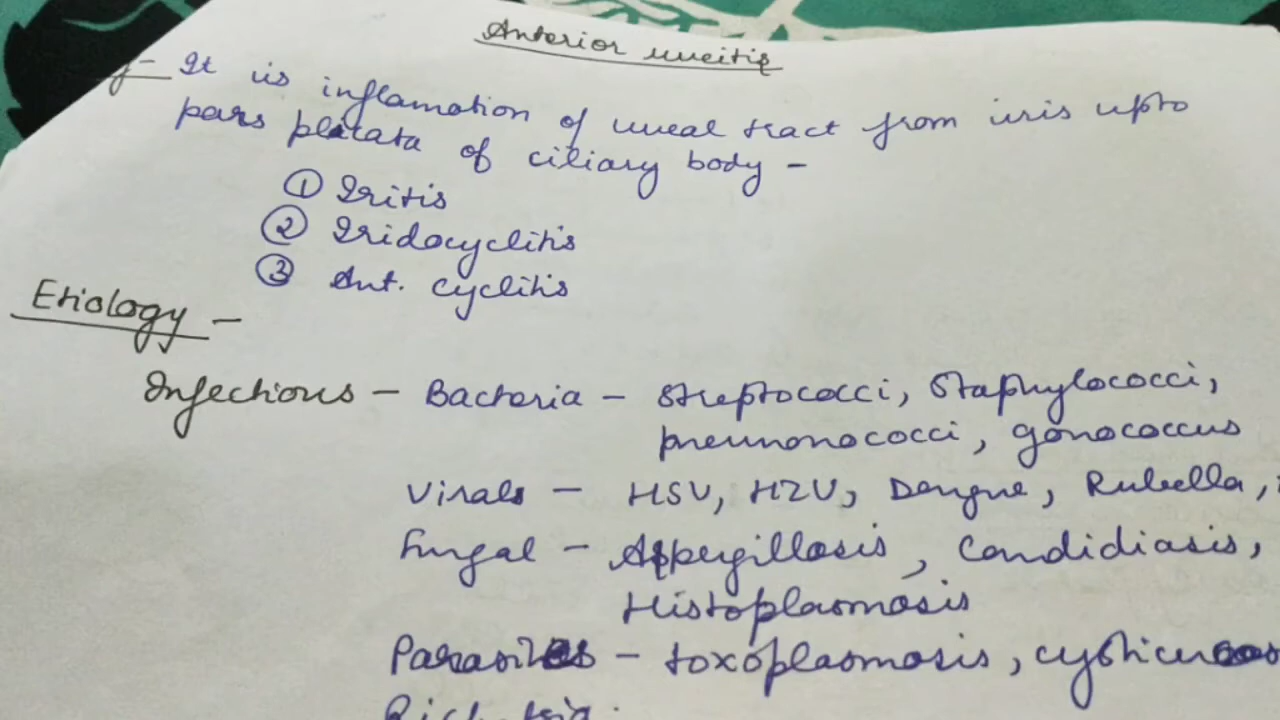 Anterior uveitis
It is inflamation of uveal tract from iris upto
pars plicata of ciliary body -
① Iritis
② Iridocyclitis
③ Ant. cyclitis
Etiology -
Infectious - Bacteria - Streptococci, Staphylococci,
pneumonococci, gonococcus
Virals - HSV, HZV, Dengue, Rubella,
Fungal - Aspergillosis, Candidiasis,
Histoplasmosis
Parasites - toxoplasmosis,